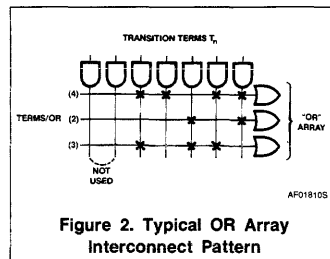 TRANSITION TERMS Tn
(4)
TERMS/OR (2) "OR" ARRAY
(3)
NOT USED
AF01810S
Figure 2. Typical OR Array
Interconnect Pattern